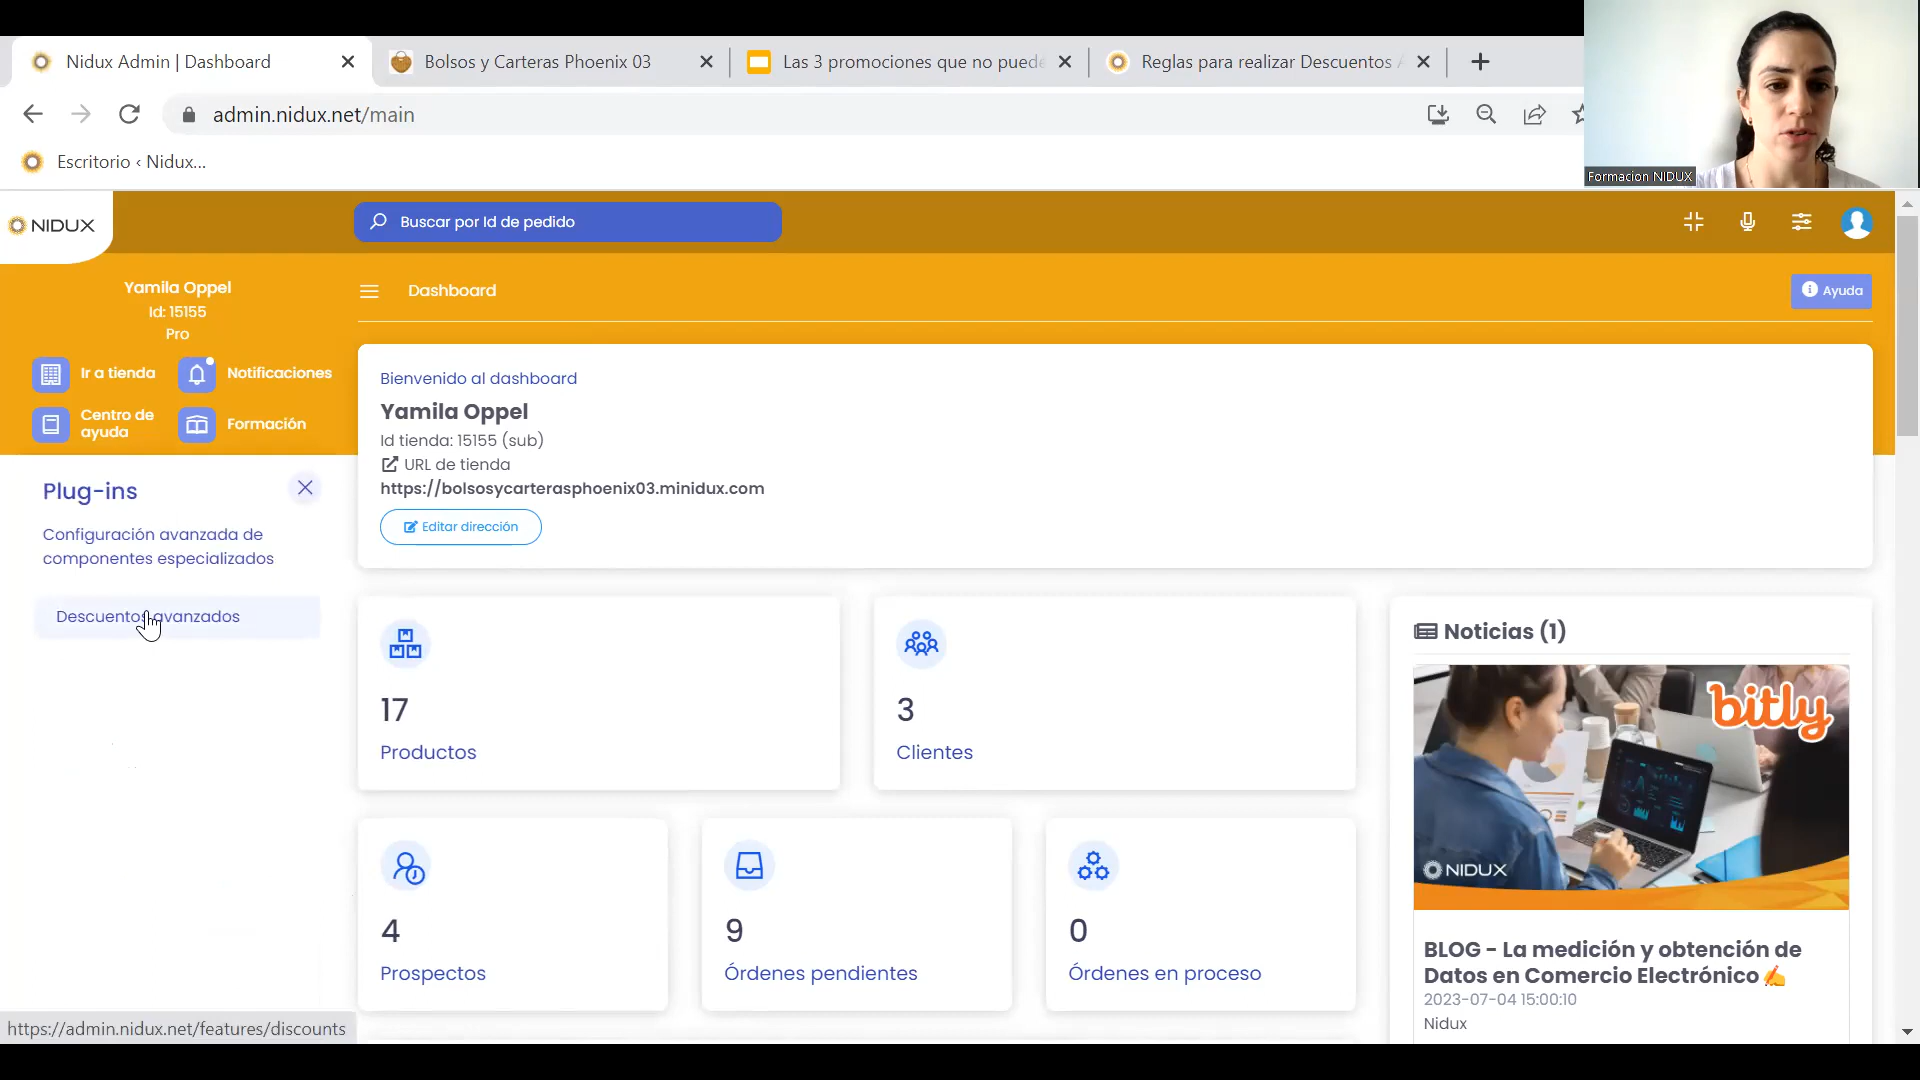 Nidux Admin | Dashboard
Bolsos y Carteras Phoenix 03
Las 3 promociones que no puede
Reglas para realizar Descuentos A
admin.nidux.net/main
Escritorio ‹ Nidux...
Formacion NIDUX
NIDUX
Buscar por Id de pedido
Yamila Oppel
Id: 15155
Pro
Ir a tienda
Notificaciones
Centro de
ayuda
Formación
Dashboard
Ayuda
Bienvenido al dashboard
Yamila Oppel
Id tienda: 15155 (sub)
URL de tienda
https://bolsosycarterasphoenix03.minidux.com
Editar dirección
Plug-ins
Configuración avanzada de
componentes especializados
Descuentos avanzados
17
Productos
3
Clientes
4
Prospectos
9
Órdenes pendientes
0
Órdenes en proceso
Noticias (1)
bitly
NIDUX
BLOG - La medición y obtención de
Datos en Comercio Electrónico✍
2023-07-04 15:00:10
Nidux
https://admin.nidux.net/features/discounts